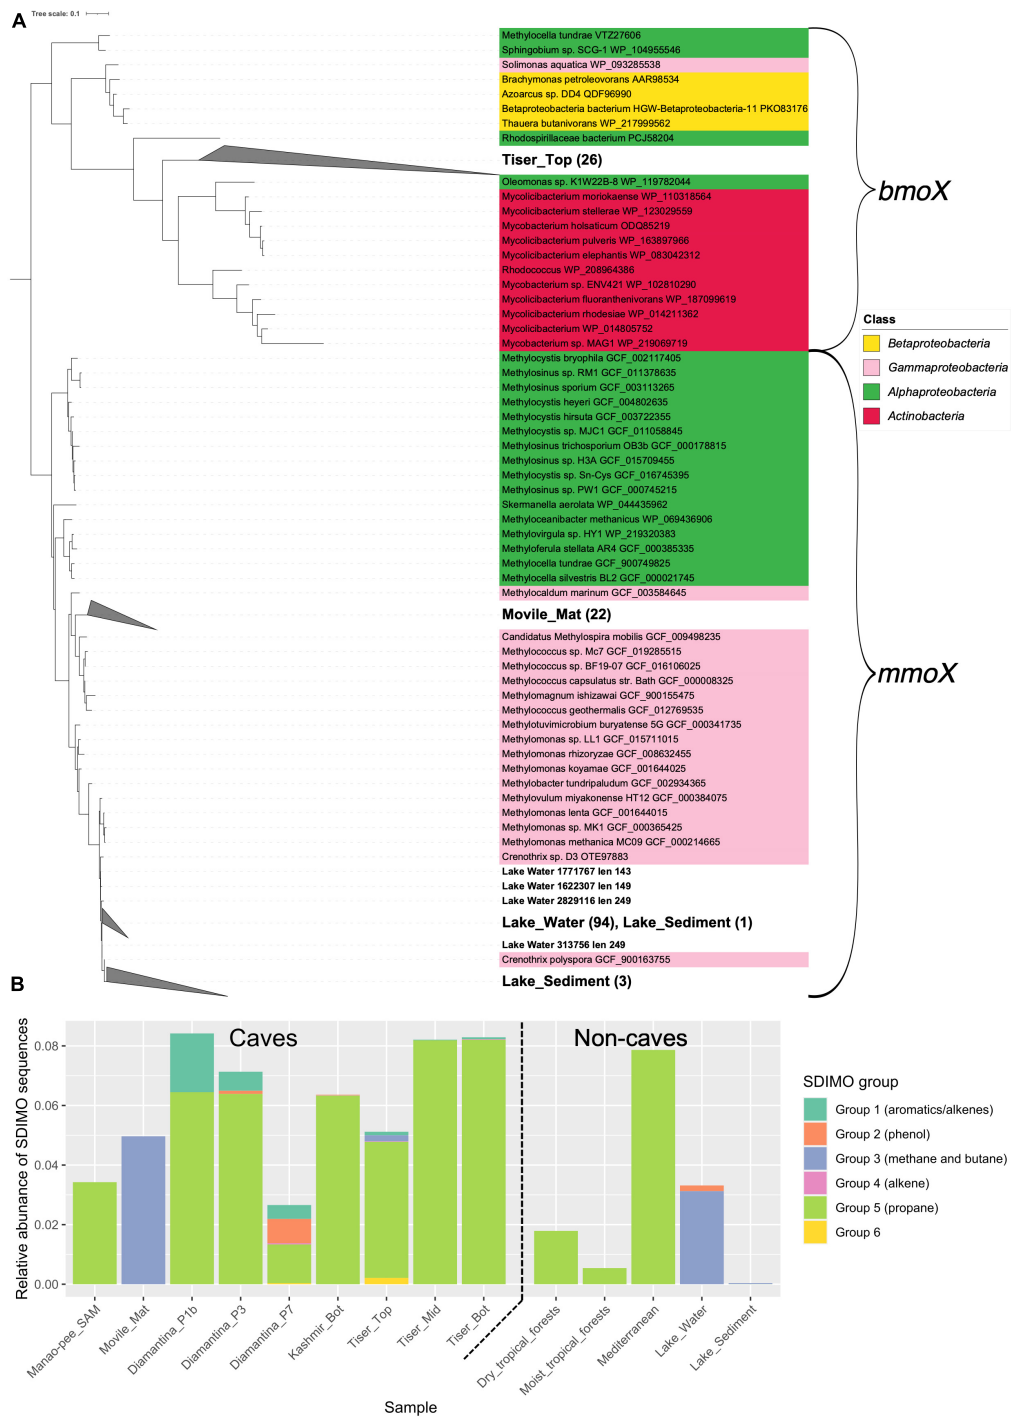 A
Tree scale: 0.1
Methylocella tundrae VTZ27606
Sphingobium sp. SCG-1 WP_104955546
Solimonas aquatica WP_093285538
Brachymonas petroleovorans AAR98534
Azoarcus sp. DD4 QDF96990
Betaproteobacteria bacterium HGW-Betaproteobacteria-11 PKO83176
Thauera butanivorans WP_217999562
Rhodospirillaceae bacterium PCJ58204
Tiser_Top (26)
Oleomonas sp. K1W22B-8 WP_119782044
Mycolicibacterium moriokaense WP_110318564
Mycolicibacterium stellerae WP_123029559
Mycobacterium holsaticum ODQ85219
Mycolicibacterium pulveris WP_163897966
Mycolicibacterium elephantis WP_083042312
Rhodococcus WP_208964386
Mycobacterium sp. ENV421 WP_102810290
Mycolicibacterium fluoranthenivorans WP_187099619
Mycolicibacterium rhodesiae WP_014211362
Mycolicibacterium WP_014805752
Mycobacterium sp. MAG1 WP_219069719
bmoX
Class
Betaproteobacteria
Gammaproteobacteria
Alphaproteobacteria
Actinobacteria
Methylocystis bryophila GCF_002117405
Methylosinus sp. RM1 GCF_011378635
Methylosinus sporium GCF_003113265
Methylocystis heyeri GCF_004802635
Methylocystis hirsuta GCF_003722355
Methylocystis sp. MJC1 GCF_011058845
Methylosinus trichosporium OB3b GCF_000178815
Methylosinus sp. H3A GCF_015709455
Methylocystis sp. Sn-Cys GCF_016745395
Methylosinus sp. PW1 GCF_000745215
Skermanella aerolata WP_044435962
Methyloceanibacter methanicus WP_069436906
Methylovirgula sp. HY1 WP_219320383
Methyloferula stellata AR4 GCF_000385335
Methylocella tundrae GCF_900749825
Methylocella silvestris BL2 GCF_000021745
Methylocaldum marinum GCF_003584645
Movile_Mat (22)
Candidatus Methylospira mobilis GCF_009498235
Methylococcus sp. Mc7 GCF_019285515
Methylococcus sp. BF19-07 GCF_016106025
Methylococcus capsulatus str. Bath GCF_000008325
Methylomagnum ishizawai GCF_900155475
Methylococcus geothermalis GCF_012769535
Methylotuvimicrobium buryatense 5G GCF_000341735
Methylomonas sp. LL1 GCF_015711015
Methylomonas rhizoryzae GCF_008632455
Methylomonas koyamae GCF_001644025
Methylobacter tundripaludum GCF_002934365
Methylovulum miyakonense HT12 GCF_000384075
Methylomonas lenta GCF_001644015
Methylomonas sp. MK1 GCF_000365425
Methylomonas methanica MC09 GCF_000214665
Crenothrix sp. D3 OTE97883
Lake Water 1771767 len 143
Lake Water 1622307 len 149
Lake Water 2829116 len 249
Lake_Water (94), Lake_Sediment (1)
Lake Water 313756 len 249
Crenothrix polyspora GCF_900163755
Lake_Sediment (3)
mmoX
B
Relative abunance of SDIMO sequences
0.08
0.06
0.04
0.02
0.00
Caves
Non-caves
Manao-pee_SAM
Movile_Mat
Diamantina_P1b
Diamantina_P3
Diamantina_P7
Kashmir_Bot
Tiser_Top
Tiser_Mid
Tiser_Bot
Dry_tropical_forests
Moist_tropical_forests
Mediterranean
Lake_Water
Lake_Sediment
Sample
SDIMO group
Group 1 (aromatics/alkenes)
Group 2 (phenol)
Group 3 (methane and butane)
Group 4 (alkene)
Group 5 (propane)
Group 6